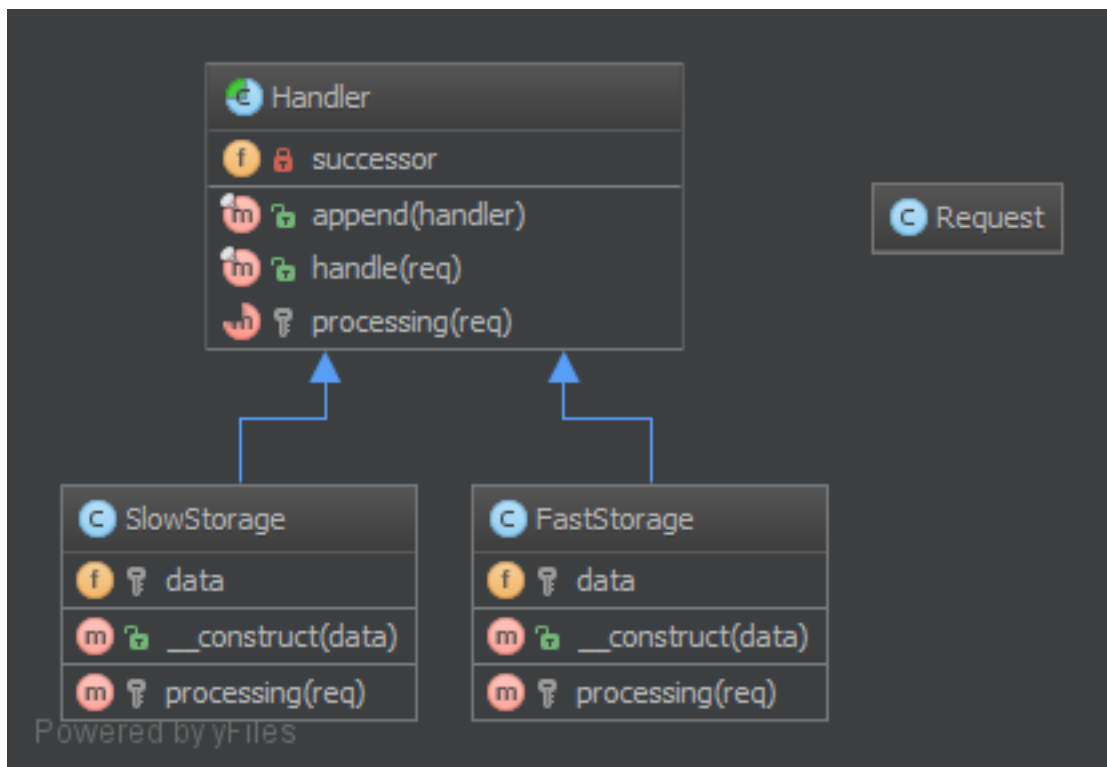 Handler
successor
append(handler)
handle(req)
processing(req)
Request
SlowStorage
data
__construct(data)
processing(req)
FastStorage
data
__construct(data)
processing(req)
Powered by yFiles